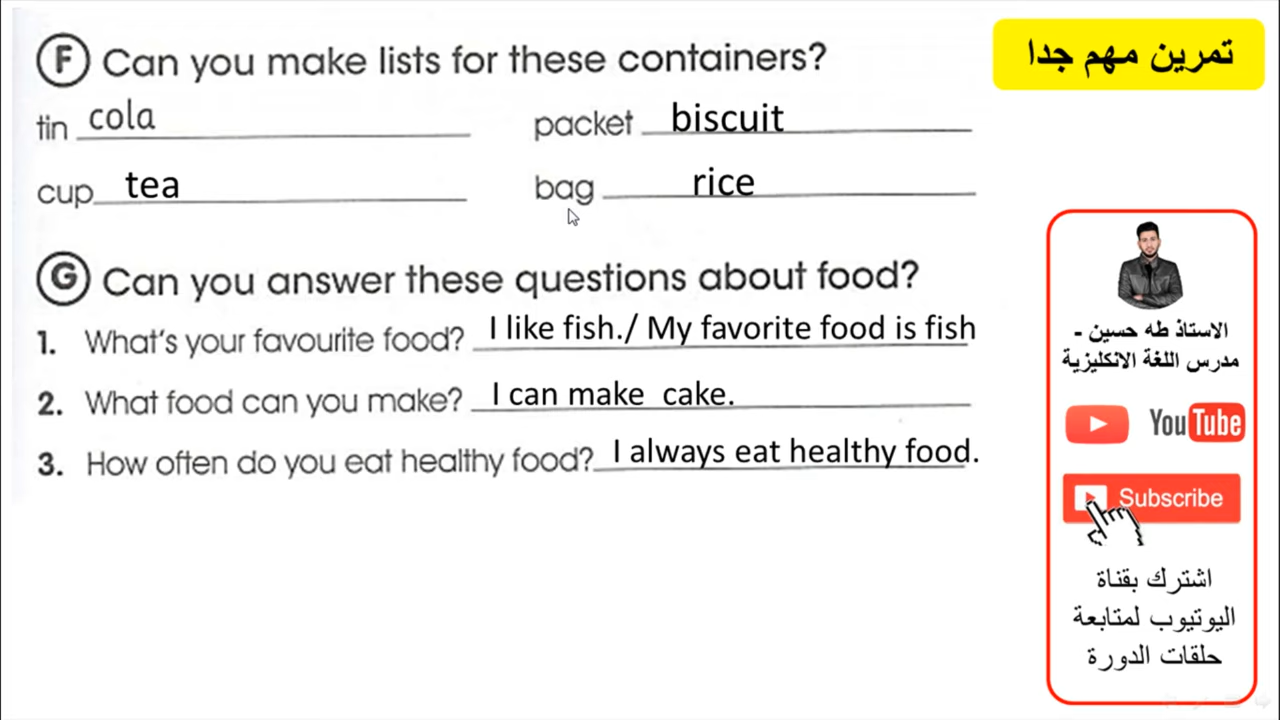 F Can you make lists for these containers?
tin cola packet biscuit
cup tea bag rice
G Can you answer these questions about food?
1. What's your favourite food? I like fish./ My favorite food is fish
2. What food can you make? I can make cake.
3. How often do you eat healthy food? I always eat healthy food.
تمرين مهم جدا
الاستاذ طه حسين -
مدرس اللغة الانكليزية
YouTube
Subscribe
اشترك بقناة
اليوتيوب لمتابعة
حلقات الدورة